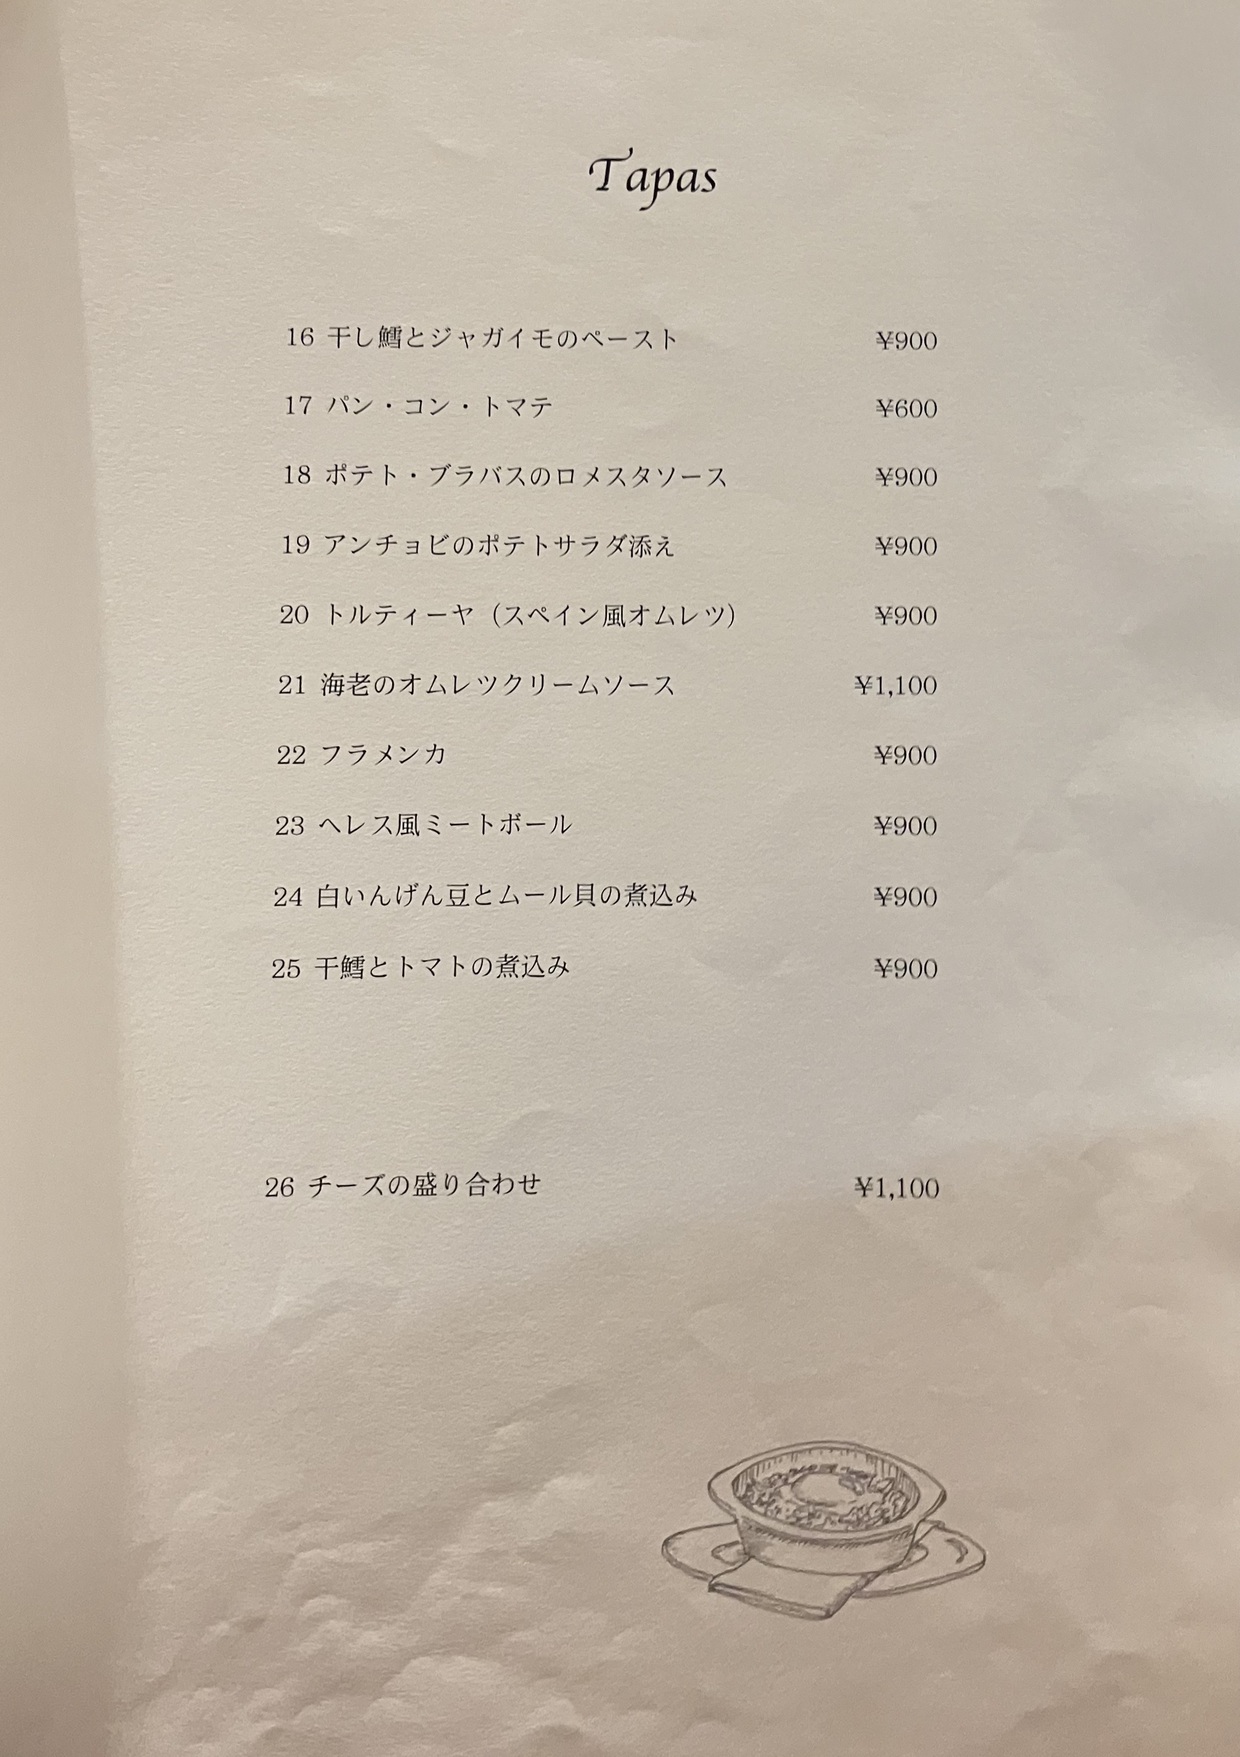 Tapas
16 干し鱈とジャガイモのペースト ¥900
17 パン・コン・トマテ ¥600
18 ポテト・ブラバスのロメスタソース ¥900
19 アンチョビのポテトサラダ添え ¥900
20 トルティーヤ（スペイン風オムレツ） ¥900
21 海老のオムレツクリームソース ¥1,100
22 フラメンカ ¥900
23 ヘレス風ミートボール ¥900
24 白いんげん豆とムール貝の煮込み ¥900
25 干鱈とトマトの煮込み ¥900
26 チーズの盛り合わせ ¥1,100